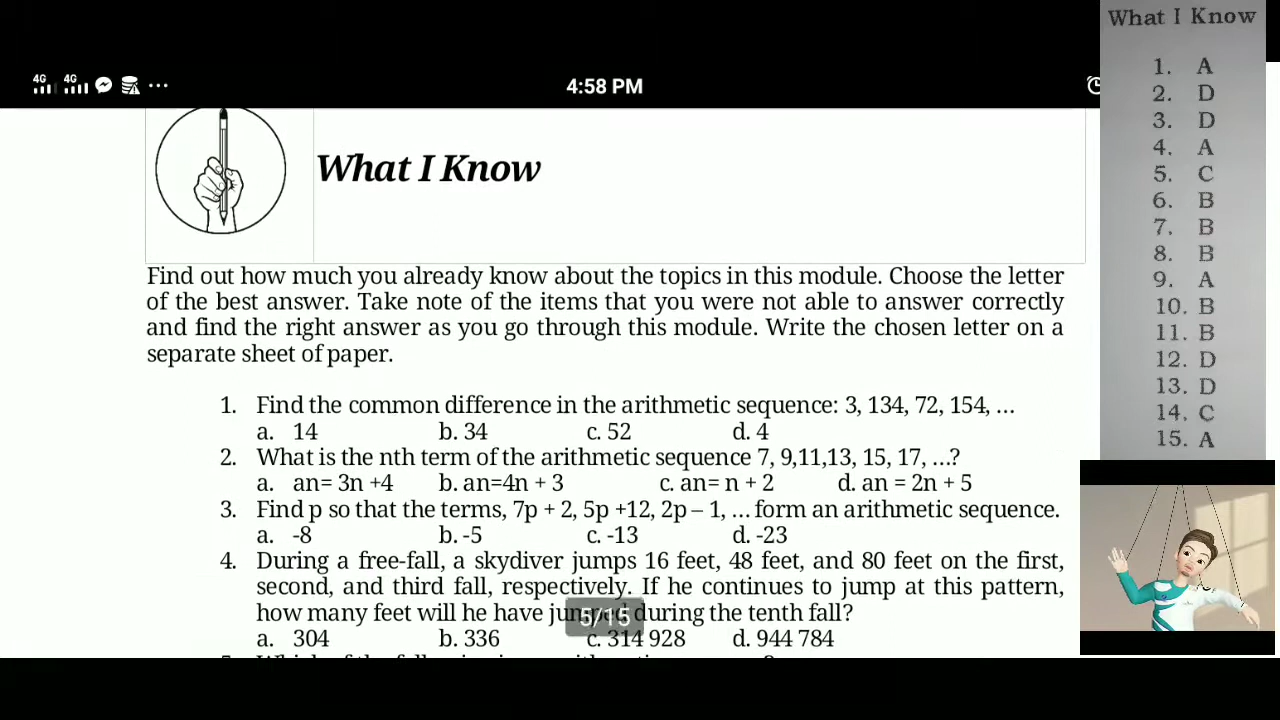 4G 4G 4:58 PM
What I Know
Find out how much you already know about the topics in this module. Choose the letter
of the best answer. Take note of the items that you were not able to answer correctly
and find the right answer as you go through this module. Write the chosen letter on a
separate sheet of paper.
1. Find the common difference in the arithmetic sequence: 3, 134, 72, 154, …
a. 14 b. 34 c. 52 d. 4
2. What is the nth term of the arithmetic sequence 7, 9,11,13, 15, 17, …?
a. an= 3n +4 b. an=4n + 3 c. an= n + 2 d. an = 2n + 5
3. Find p so that the terms, 7p + 2, 5p +12, 2p – 1, … form an arithmetic sequence.
a. -8 b. -5 c. -13 d. -23
4. During a free-fall, a skydiver jumps 16 feet, 48 feet, and 80 feet on the first,
second, and third fall, respectively. If he continues to jump at this pattern,
how many feet will he have jumped during the tenth fall?
5/15
a. 304 b. 336 c. 314 928 d. 944 784
What I Know
1. A
2. D
3. D
4. A
5. C
6. B
7. B
8. B
9. A
10. B
11. B
12. D
13. D
14. C
15. A